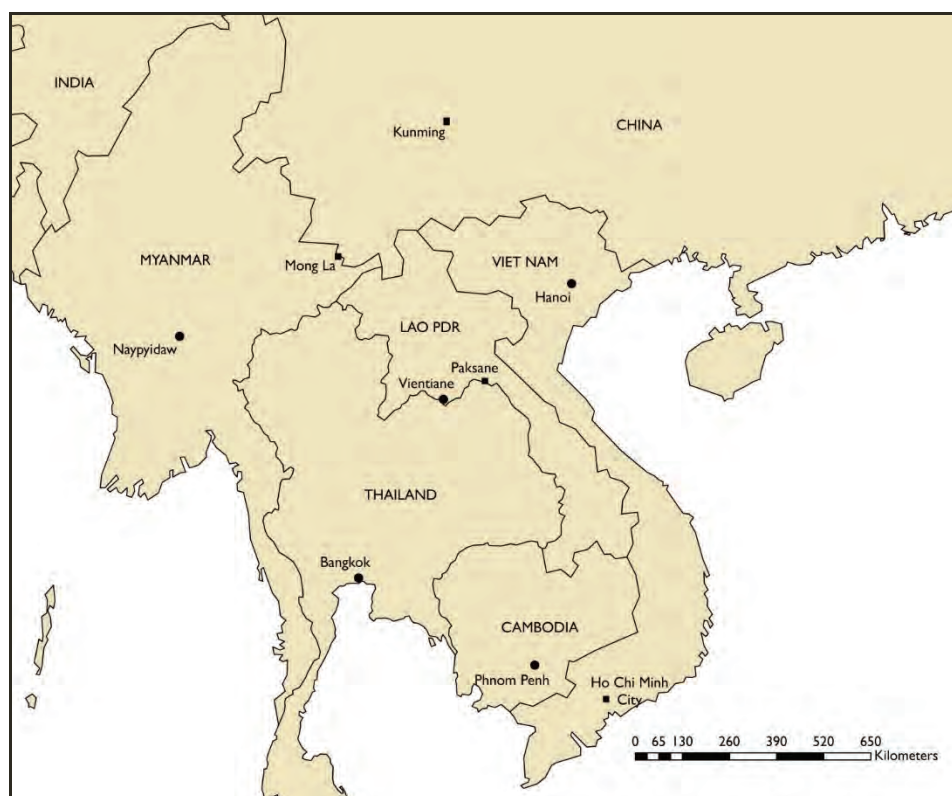 INDIA
Kunming
CHINA
MYANMAR
Mong La
VIET NAM
Hanoi
LAO PDR
Naypyidaw
Paksane
Vientiane
THAILAND
Bangkok
CAMBODIA
Phnom Penh
Ho Chi Minh
City
0 65 130 260 390 520 650
Kilometers